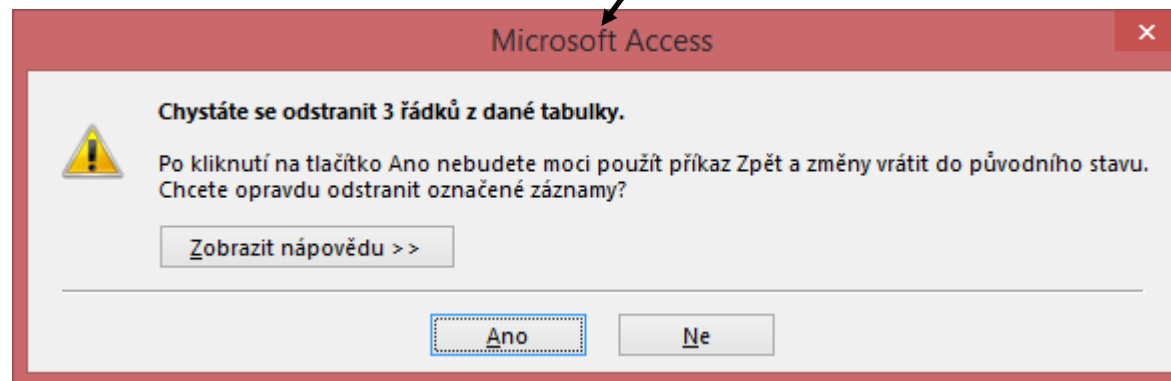 Microsoft Access
Chystáte se odstranit 3 řádků z dané tabulky.
Po kliknutí na tlačítko Ano nebudete moci použít příkaz Zpět a změny vrátit do původního stavu.
Chcete opravdu odstranit označené záznamy?
Zobrazit nápovědu >>
Ano
Ne